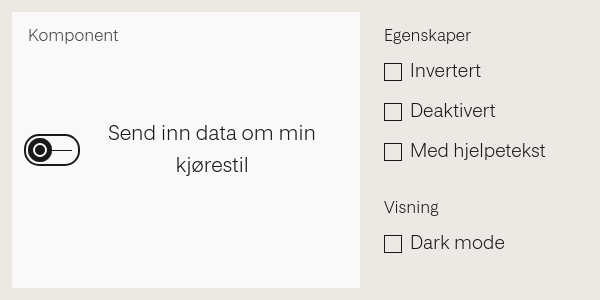 Komponent
Send inn data om min
kjørestil
Egenskaper
Invertert
Deaktivert
Med hjelpetekst
Visning
Dark mode